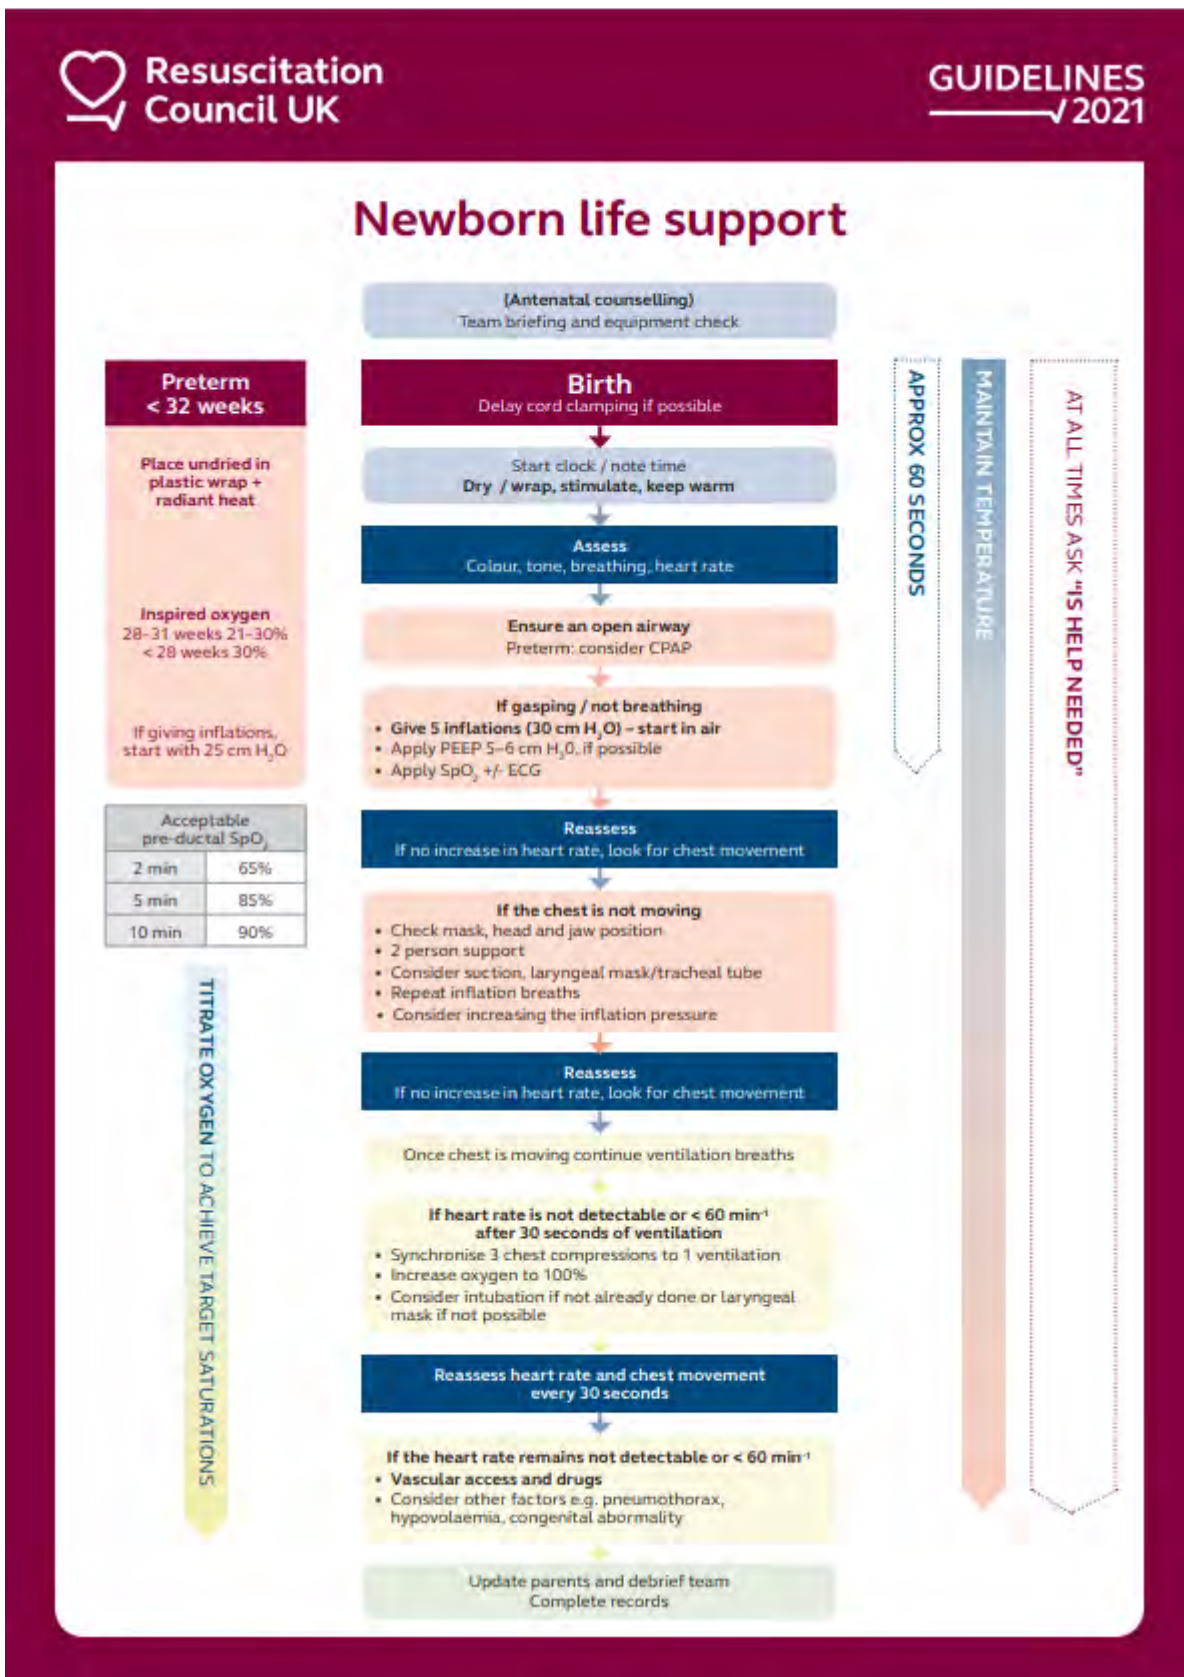 Resuscitation
Council UK
GUIDELINES
2021
Newborn life support
(Antenatal counselling)
Team briefing and equipment check
Preterm
< 32 weeks
Place undried in
plastic wrap +
radiant heat
Inspired oxygen
28–31 weeks 21–30%
< 28 weeks 30%
If giving inflations,
start with 25 cm H₂O
Acceptable
pre-ductal SpO₂
2 min 65%
5 min 85%
10 min 90%
TITRATE OXYGEN TO ACHIEVE TARGET SATURATIONS
Birth
Delay cord clamping if possible
Start clock / note time
Dry / wrap, stimulate, keep warm
Assess
Colour, tone, breathing, heart rate
Ensure an open airway
Preterm: consider CPAP
If gasping / not breathing
• Give 5 inflations (30 cm H₂O) – start in air
• Apply PEEP 5–6 cm H₂0, if possible
• Apply SpO₂ +/- ECG
Reassess
If no increase in heart rate, look for chest movement
If the chest is not moving
• Check mask, head and jaw position
• 2 person support
• Consider suction, laryngeal mask/tracheal tube
• Repeat inflation breaths
• Consider increasing the inflation pressure
Reassess
If no increase in heart rate, look for chest movement
Once chest is moving continue ventilation breaths
If heart rate is not detectable or < 60 min⁻¹
after 30 seconds of ventilation
• Synchronise 3 chest compressions to 1 ventilation
• Increase oxygen to 100%
• Consider intubation if not already done or laryngeal
mask if not possible
Reassess heart rate and chest movement
every 30 seconds
If the heart rate remains not detectable or < 60 min⁻¹
• Vascular access and drugs
• Consider other factors e.g. pneumothorax,
hypovolaemia, congenital abormality
Update parents and debrief team
Complete records
APPROX 60 SECONDS
MAINTAIN TEMPERATURE
AT ALL TIMES ASK "IS HELP NEEDED"